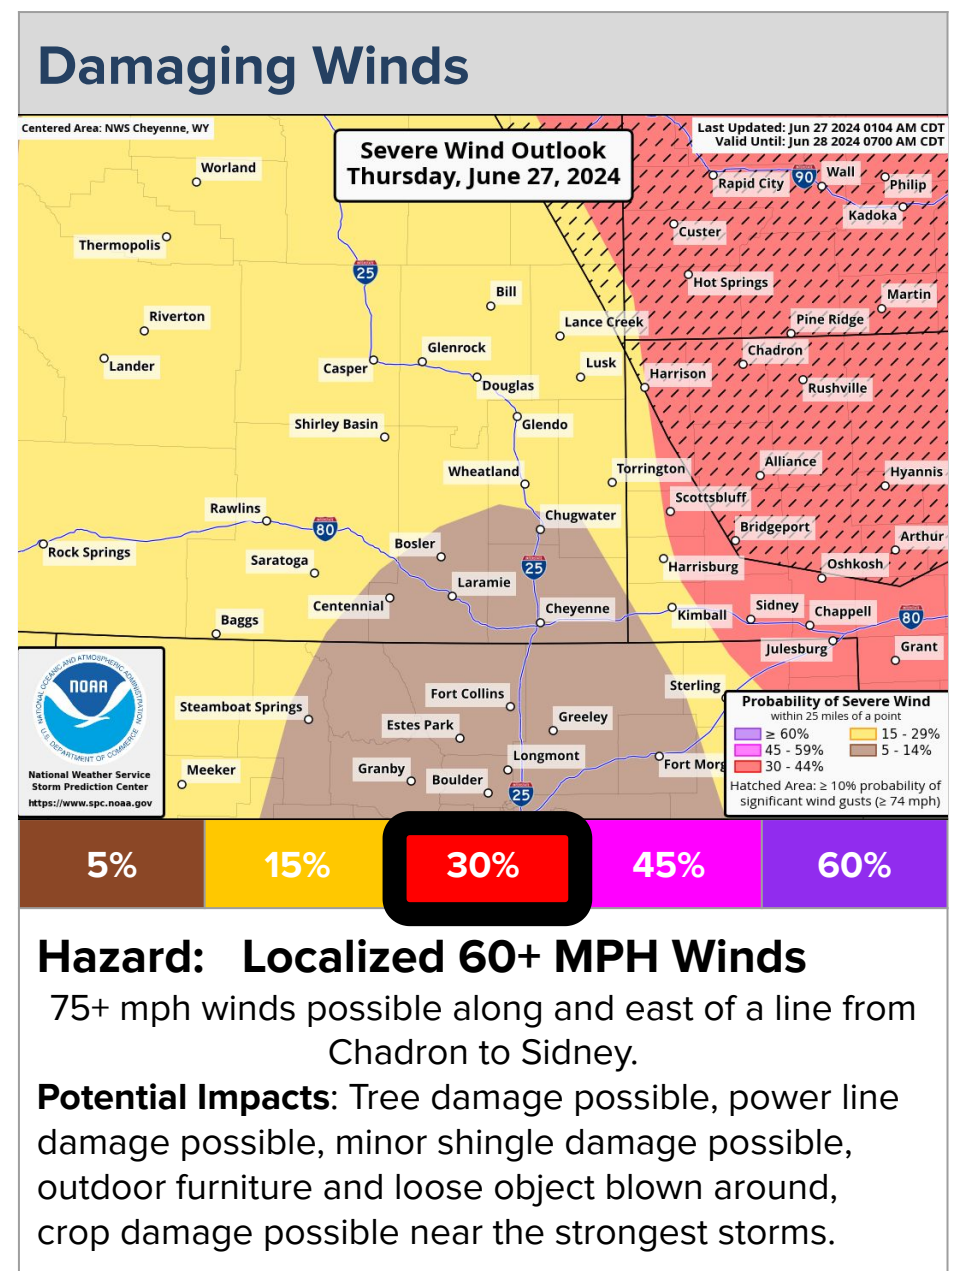 Damaging Winds
Centered Area: NWS Cheyenne, WY
Severe Wind Outlook
Thursday, June 27, 2024
Last Updated: Jun 27 2024 0104 AM CDT
Valid Until: Jun 28 2024 0700 AM CDT
Worland
Rapid City
90
Wall
Philip
Kadoka
Custer
Thermopolis
25
Hot Springs
Bill
Martin
Riverton
Lance Creek
Pine Ridge
Lander
Casper
Glenrock
Lusk
Harrison
Chadron
Douglas
Rushville
Shirley Basin
Glendo
Wheatland
Torrington
Alliance
Hyannis
Rawlins
80
Chugwater
Scottsbluff
Bridgeport
Arthur
Rock Springs
Bosler
Saratoga
25
Harrisburg
Oshkosh
Laramie
Centennial
Cheyenne
Kimball
Sidney
Chappell
80
Baggs
Julesburg
Grant
NATIONAL OCEANIC AND ATMOSPHERIC ADMINISTRATION
NOAA
U.S. DEPARTMENT OF COMMERCE
National Weather Service
Storm Prediction Center
https://www.spc.noaa.gov
Steamboat Springs
Fort Collins
Sterling
Estes Park
Greeley
Meeker
Granby
Longmont
Boulder
25
Fort Morg
Probability of Severe Wind
within 25 miles of a point
≥ 60%
15 - 29%
45 - 59%
5 - 14%
30 - 44%
Hatched Area: ≥ 10% probability of
significant wind gusts (≥ 74 mph)
5%
15%
30%
45%
60%
Hazard: Localized 60+ MPH Winds
75+ mph winds possible along and east of a line from
Chadron to Sidney.
Potential Impacts: Tree damage possible, power line
damage possible, minor shingle damage possible,
outdoor furniture and loose object blown around,
crop damage possible near the strongest storms.